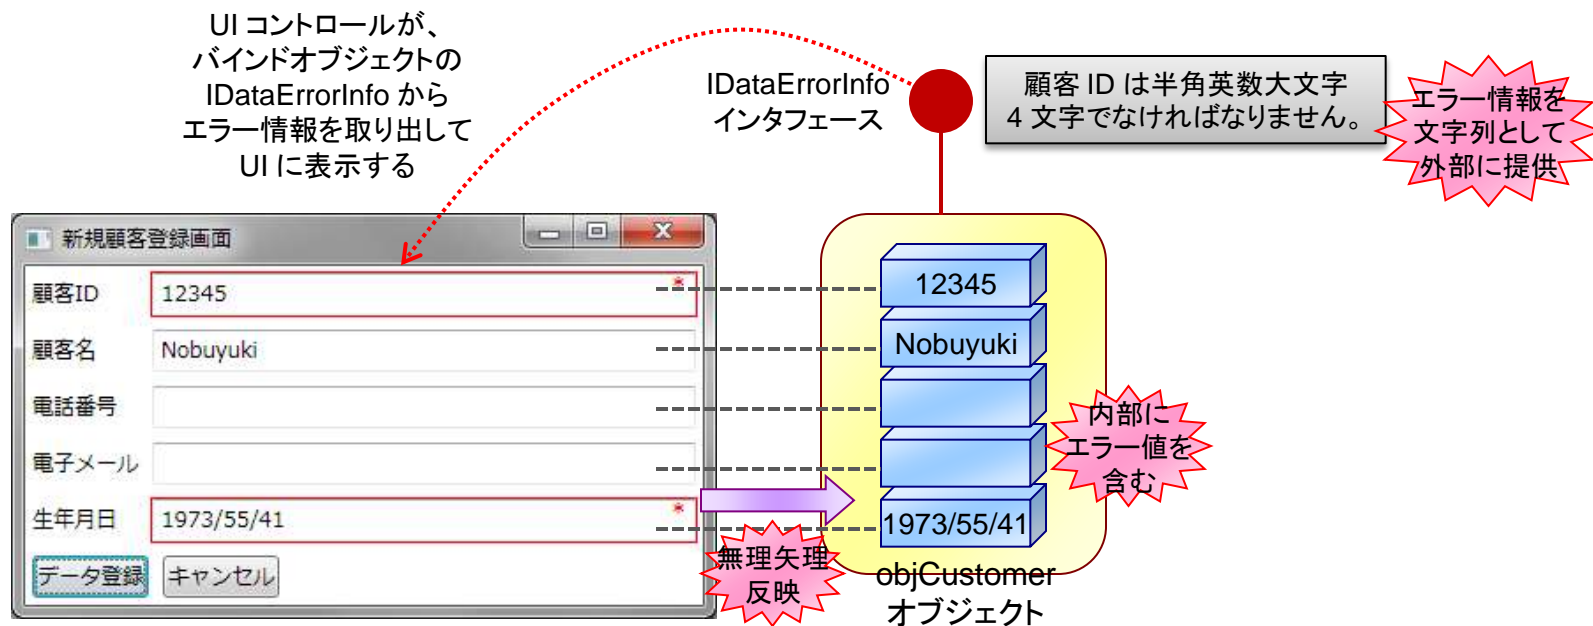 UI コントロールが、
バインドオブジェクトの
IDataErrorInfo から
エラー情報を取り出して
UI に表示する
IDataErrorInfo
インタフェース
顧客 ID は半角英数大文字
4 文字でなければなりません。
エラー情報を
文字列として
外部に提供
新規顧客登録画面
顧客ID
12345
*
顧客名
Nobuyuki
電話番号
電子メール
生年月日
1973/55/41
*
データ登録
キャンセル
12345
Nobuyuki
1973/55/41
内部に
エラー値を
含む
無理矢理
反映
objCustomer
オブジェクト